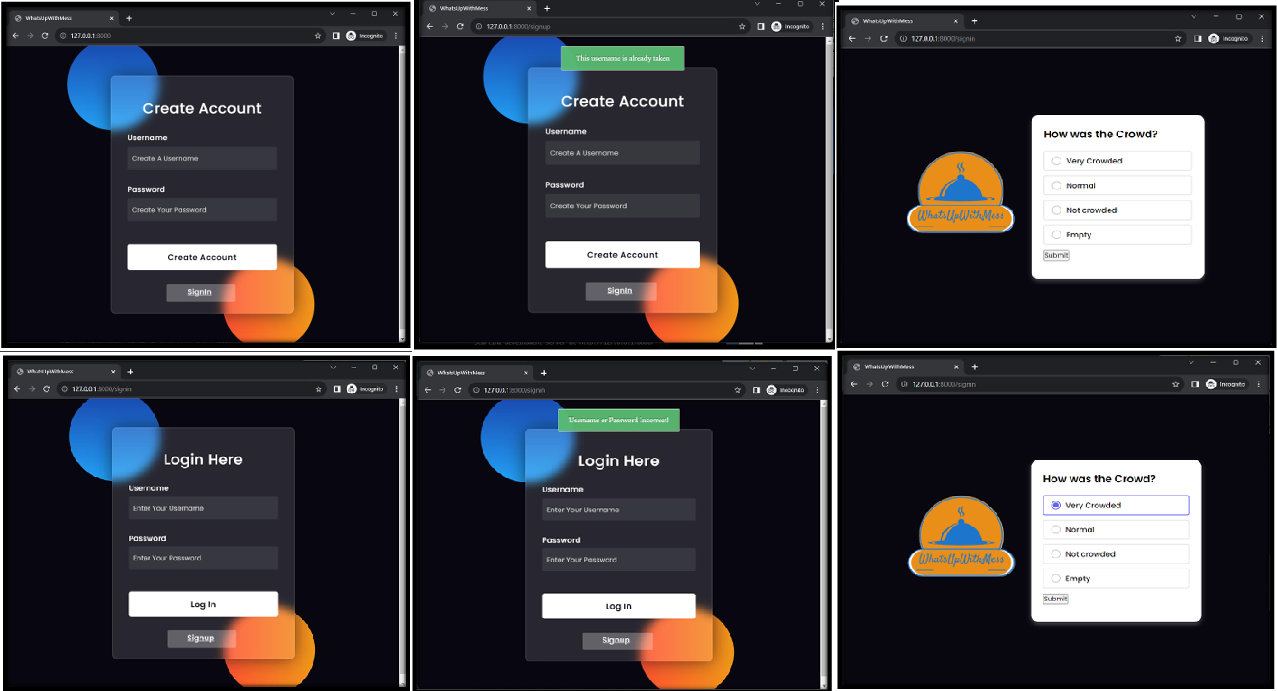 WhatsUpWithMess
127.0.0.1:8000
Incognito
Create Account
Username
Create A Username
Password
Create Your Password
Create Account
SignIn
WhatsUpWithMess
127.0.0.1:8000/signup
Incognito
This username is already taken
Create Account
Username
Create A Username
Password
Create Your Password
Create Account
SignIn
WhatsUpWithMess
127.0.0.1:8000/signin
Incognito
WhatsUpWithMess
How was the Crowd?
Very Crowded
Normal
Not crowded
Empty
Submit
WhatsUpWithMess
127.0.0.1:8000/signin
Incognito
Login Here
Username
Enter Your Username
Password
Enter Your Password
Log In
Signup
WhatsUpWithMess
127.0.0.1:8000/signin
Incognito
Username or Password Incorrect!
Login Here
Username
Enter Your Username
Password
Enter Your Password
Log In
Signup
WhatsUpWithMess
127.0.0.1:8000/signin
Incognito
WhatsUpWithMess
How was the Crowd?
Very Crowded
Normal
Not crowded
Empty
Submit